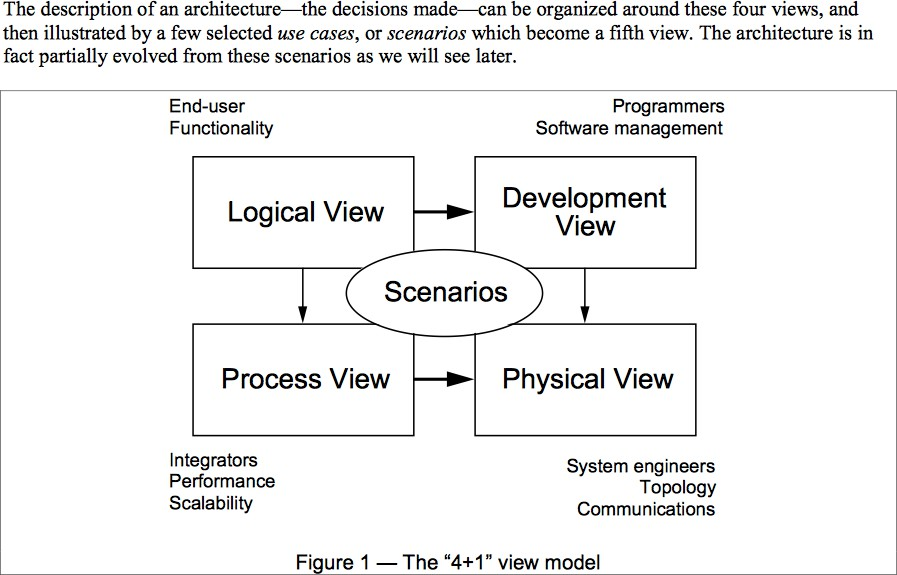 The description of an architecture—the decisions made—can be organized around these four views, and
then illustrated by a few selected use cases, or scenarios which become a fifth view. The architecture is in
fact partially evolved from these scenarios as we will see later.
End-user
Functionality
Programmers
Software management
Logical View
Development
View
Scenarios
Process View
Physical View
Integrators
Performance
Scalability
System engineers
Topology
Communications
Figure 1 — The “4+1” view model